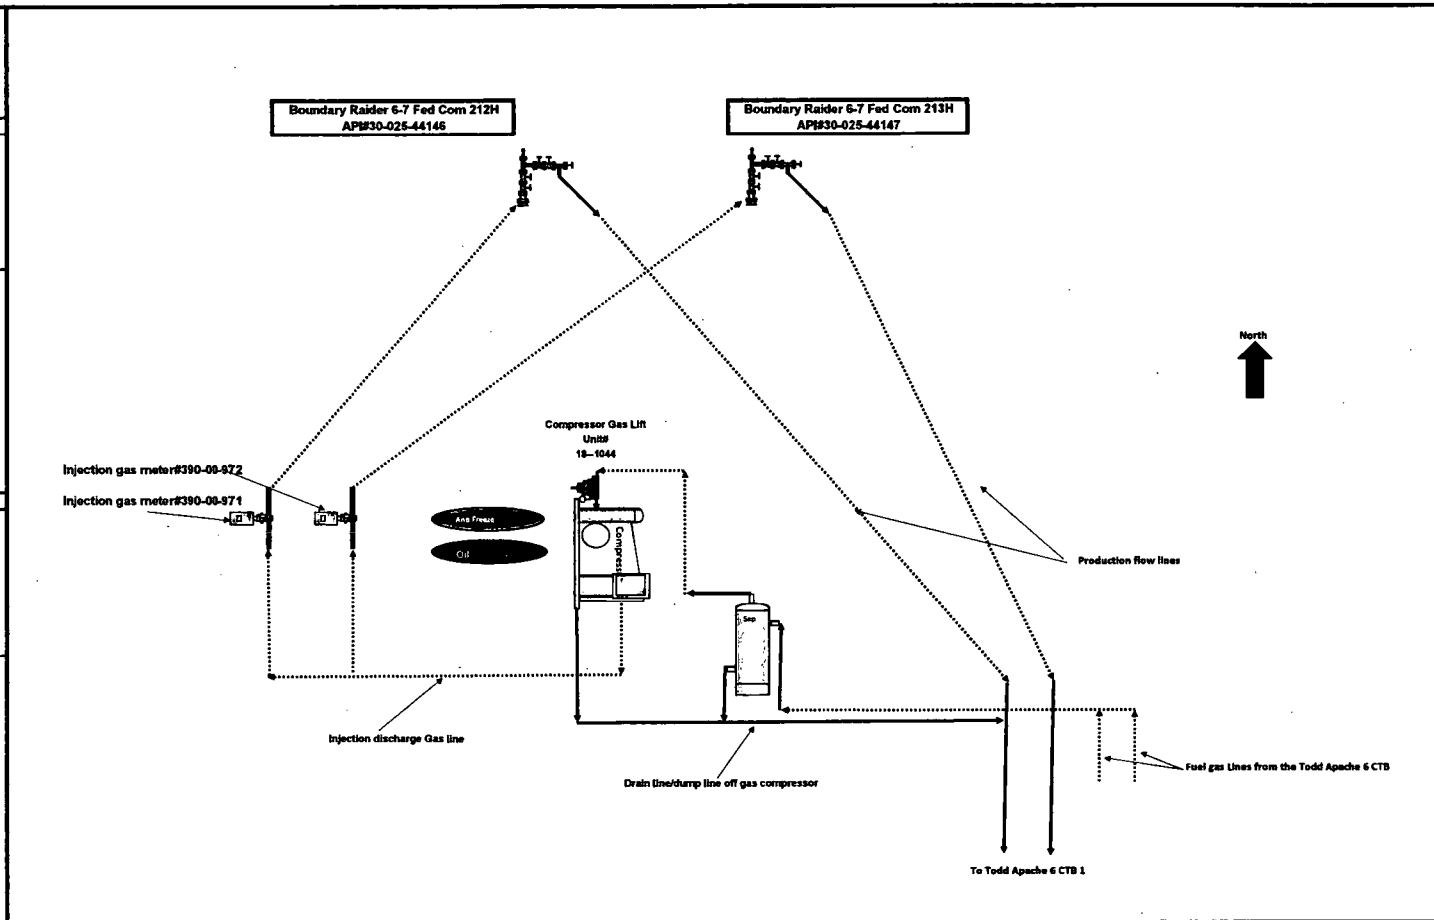 Boundary Raider 6-7 Fed Com 212H
API#30-025-44146
Boundary Raider 6-7 Fed Com 213H
API#30-025-44147
North
Compressor Gas Lift
Unit#
18--1044
Injection gas meter#390-00-972
Injection gas meter#390-00-971
Anti Freeze
Oil
Compress
Production flow lines
Sep
Injection discharge Gas line
Drain line/dump line off gas compressor
Fuel gas Lines from the Todd Apache 6 CTB
To Todd Apache 6 CTB 1